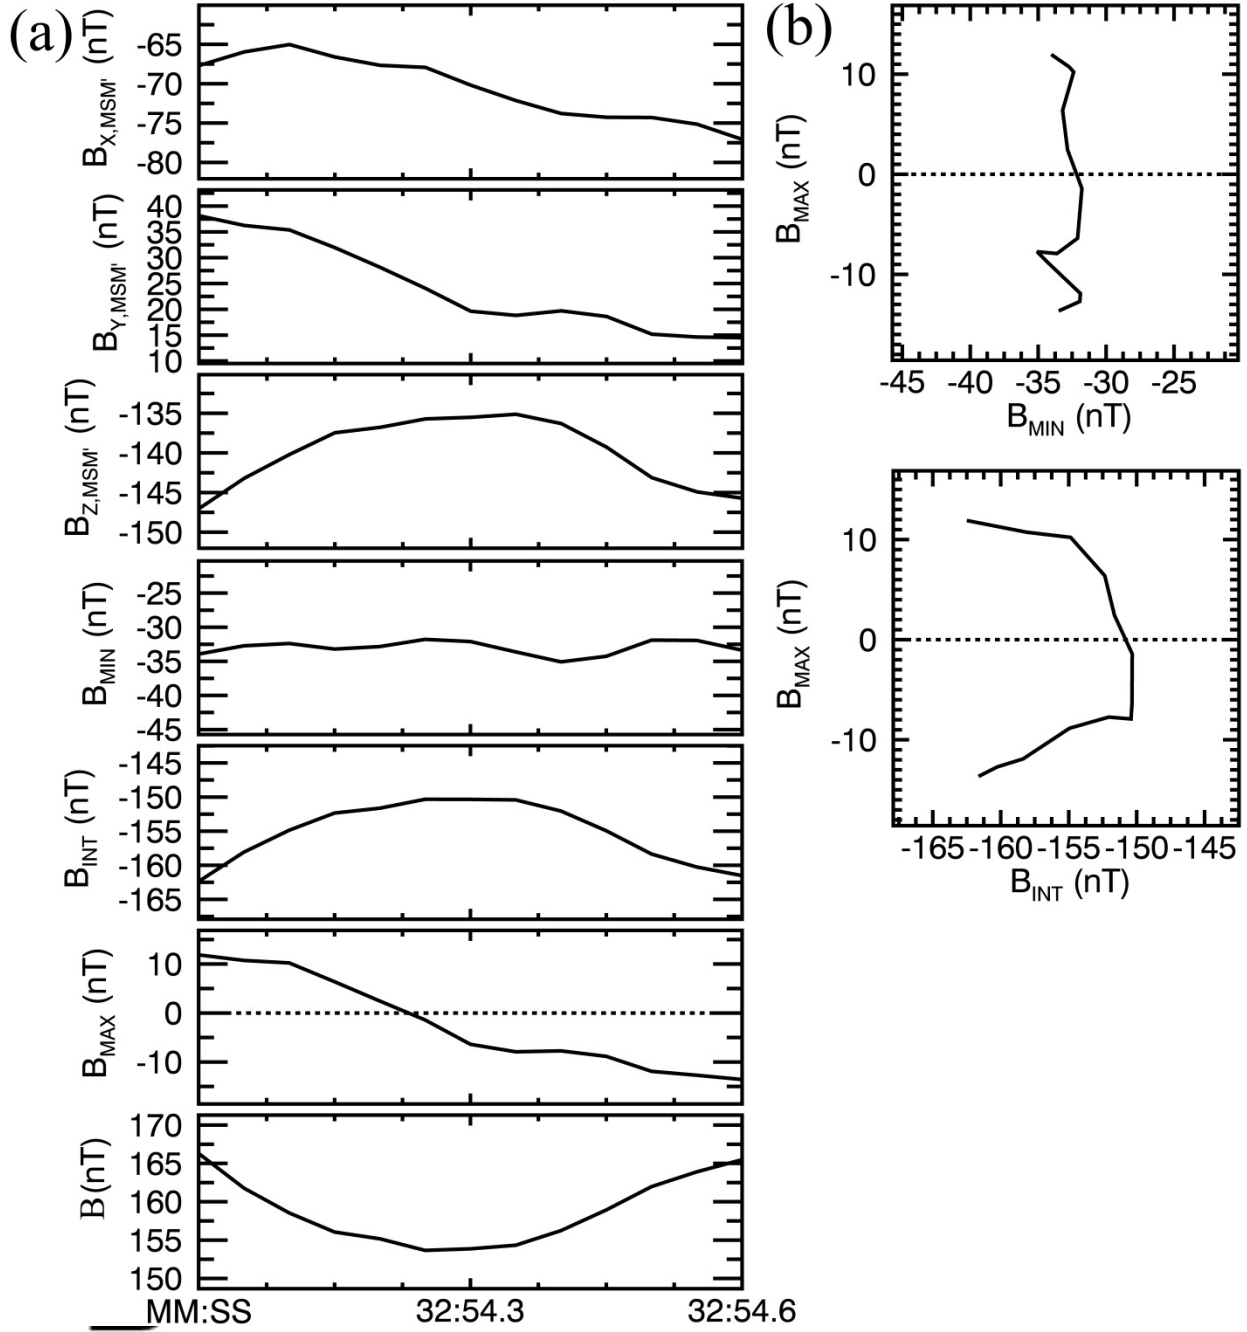 (a)
B_X,MSM' (nT)
-65
-70
-75
-80
B_Y,MSM' (nT)
40
35
30
25
20
15
10
B_Z,MSM' (nT)
-135
-140
-145
-150
B_MIN (nT)
-25
-30
-35
-40
-45
B_INT (nT)
-145
-150
-155
-160
-165
B_MAX (nT)
10
0
-10
B (nT)
170
165
160
155
150
MM:SS 32:54.3 32:54.6
(b)
B_MAX (nT)
10
0
-10
-45 -40 -35 -30 -25
B_MIN (nT)
B_MAX (nT)
10
0
-10
-165 -160 -155 -150 -145
B_INT (nT)